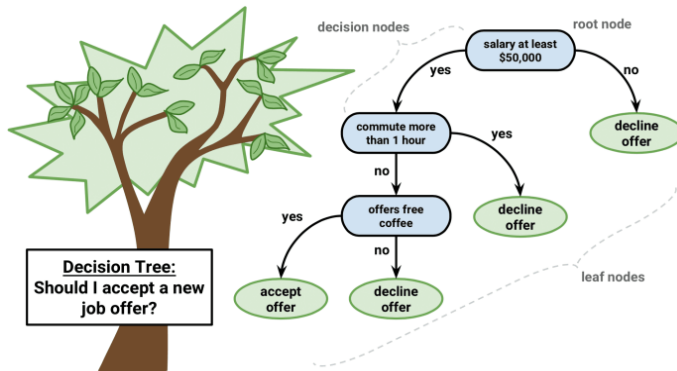 decision nodes
root node
salary at least
$50,000
yes
no
commute more
than 1 hour
yes
decline
offer
no
offers free
coffee
decline
offer
yes
no
Decision Tree:
Should I accept a new
job offer?
accept
offer
decline
offer
leaf nodes